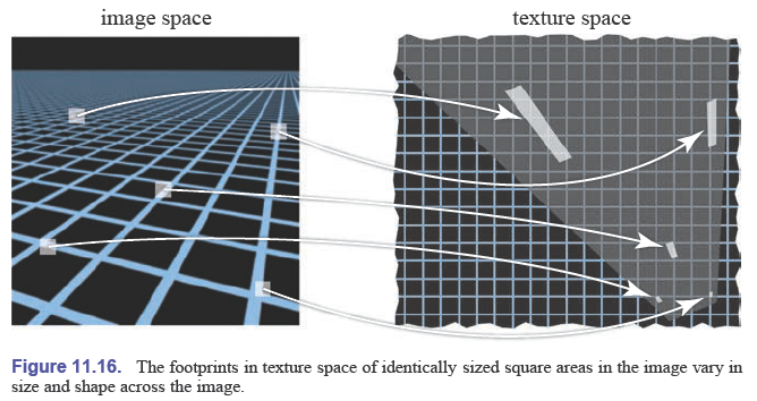 image space
texture space
Figure 11.16. The footprints in texture space of identically sized square areas in the image vary in
size and shape across the image.